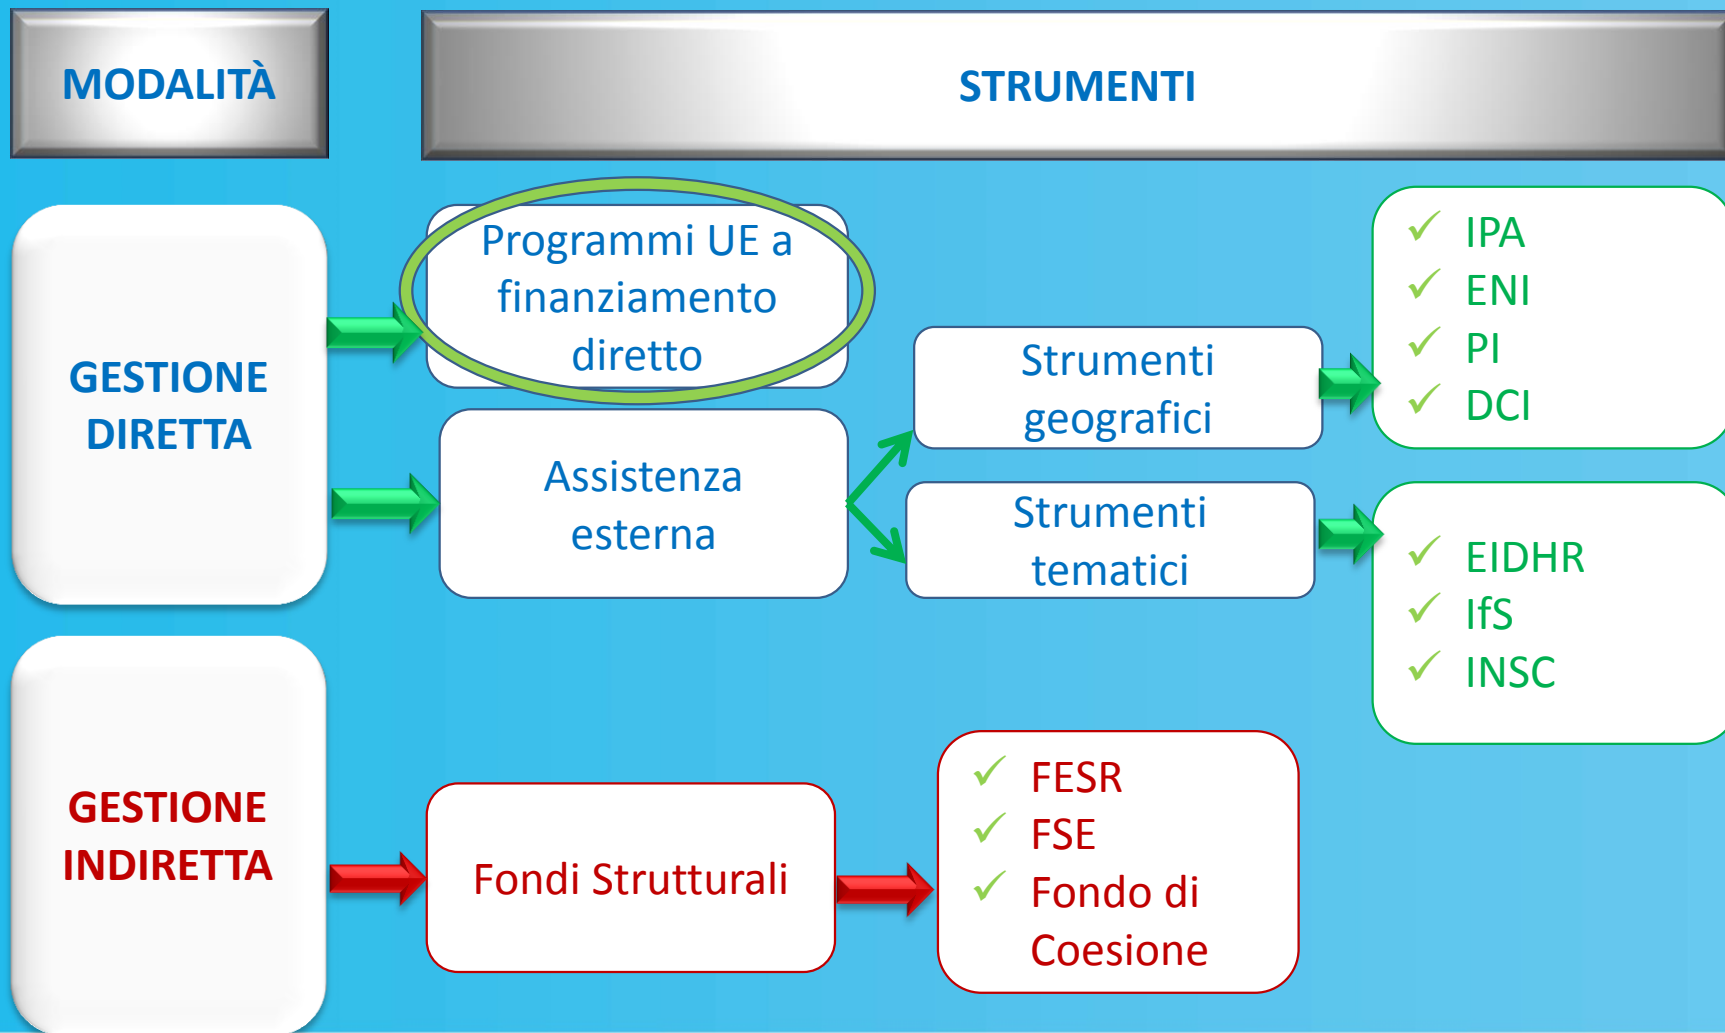 MODALITÀ
STRUMENTI
GESTIONE
DIRETTA
Programmi UE a
finanziamento
diretto
Assistenza
esterna
Strumenti
geografici
IPA
ENI
PI
DCI
Strumenti
tematici
EIDHR
IfS
INSC
GESTIONE
INDIRETTA
Fondi Strutturali
FESR
FSE
Fondo di
Coesione